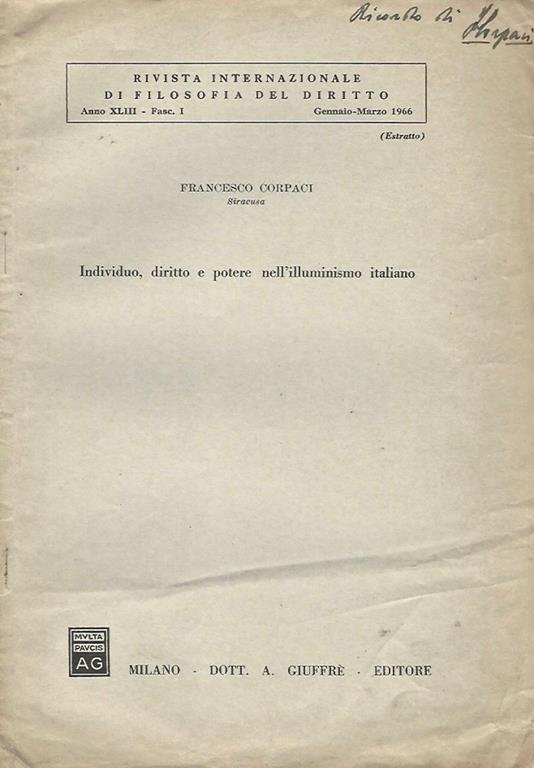 Ricordo di FCorpaci
RIVISTA INTERNAZIONALE
DI FILOSOFIA DEL DIRITTO
Anno XLIII - Fasc. I Gennaio-Marzo 1966
(Estratto)
FRANCESCO CORPACI
Siracusa
Individuo, diritto e potere nell'illuminismo italiano
MVLTA
PAVCIS
AG
MILANO - DOTT. A. GIUFFRÈ - EDITORE